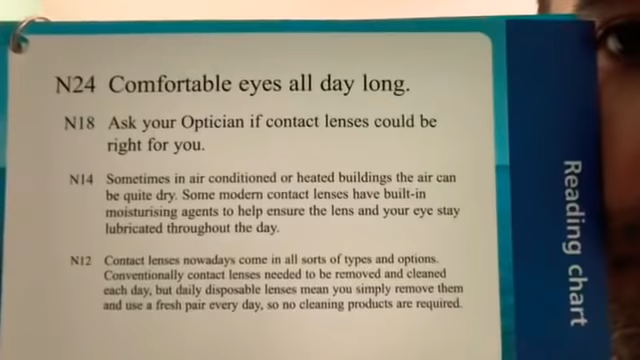 N24 Comfortable eyes all day long.
N18 Ask your Optician if contact lenses could be
right for you.
N14 Sometimes in air conditioned or heated buildings the air can
be quite dry. Some modern contact lenses have built-in
moisturising agents to help ensure the lens and your eye stay
lubricated throughout the day.
N12 Contact lenses nowadays come in all sorts of types and options.
Conventionally contact lenses needed to be removed and cleaned
each day, but daily disposable lenses mean you simply remove them
and use a fresh pair every day, so no cleaning products are required.
Reading chart